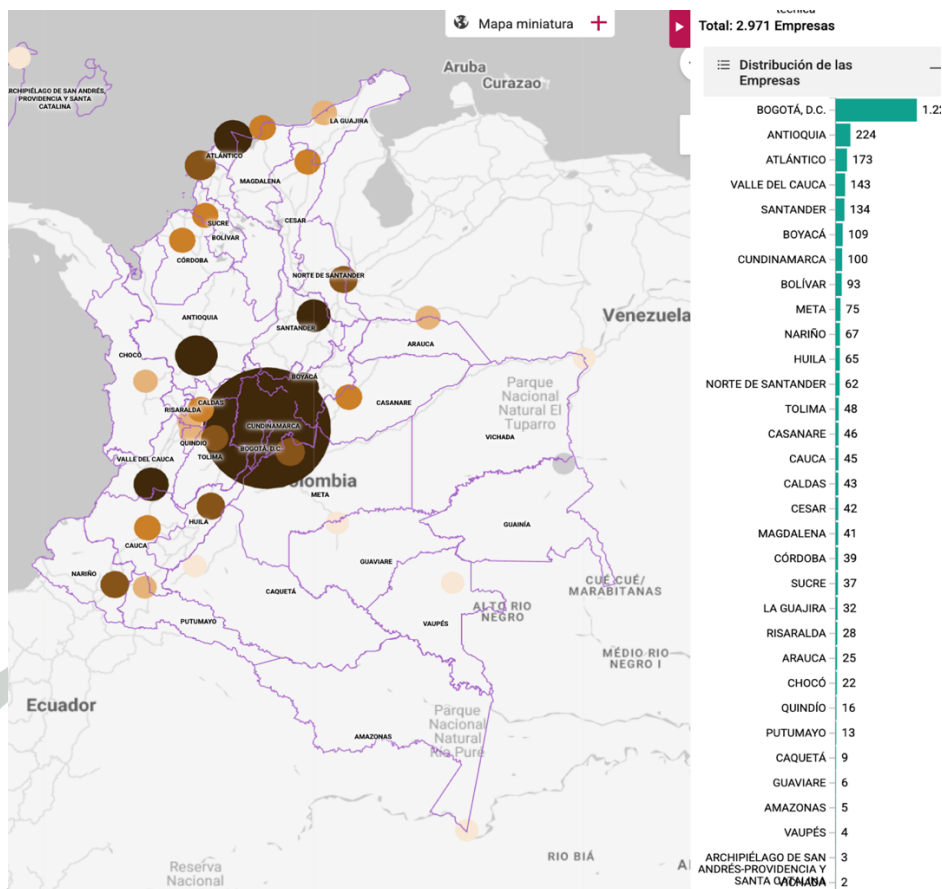 Mapa miniatura
Total: 2.971 Empresas
Distribución de las
Empresas
Aruba
Curazao
ARCHIPIÉLAGO DE SAN ANDRÉS,
PROVIDENCIA Y SANTA
CATALINA
LA GUAJIRA
ATLÁNTICO
MAGDALENA
CESAR
SUCRE
BOLÍVAR
CÓRDOBA
NORTE DE SANTANDER
ANTIOQUIA
SANTANDER
Venezuela
ARAUCA
CHOCÓ
BOYACÁ
Parque
Nacional
Natural El
Tuparro
CALDAS
RISARALDA
CASANARE
CUNDINAMARCA
VICHADA
QUINDIO
BOGOTÁ, D.C.
TOLIMA
VALLE DEL CAUCA
META
HUILA
GUAINÍA
CAUCA
GUAVIARE
NARIÑO
CAQUETÁ
CUÉ CUÉ/
MARABITANAS
ALTO RIO
NEGRO
PUTUMAYO
VAUPÉS
MÉDIO RIO
NEGRO I
Ecuador
Parque
Nacional
Natural
Río Puré
AMAZONAS
RIO BIÁ
Reserva
Nacional
BOGOTÁ, D.C.
ANTIOQUIA 224
ATLÁNTICO 173
VALLE DEL CAUCA 143
SANTANDER 134
BOYACÁ 109
CUNDINAMARCA 100
BOLÍVAR 93
META 75
NARIÑO 67
HUILA 65
NORTE DE SANTANDER 62
TOLIMA 48
CASANARE 46
CAUCA 45
CALDAS 43
CESAR 42
MAGDALENA 41
CÓRDOBA 39
SUCRE 37
LA GUAJIRA 32
RISARALDA 28
ARAUCA 25
CHOCÓ 22
QUINDÍO 16
PUTUMAYO 13
CAQUETÁ 9
GUAVIARE 6
AMAZONAS 5
VAUPÉS 4
ARCHIPIÉLAGO DE SAN 3
ANDRÉS-PROVIDENCIA Y
SANTA CATALINA
VICHADA 2